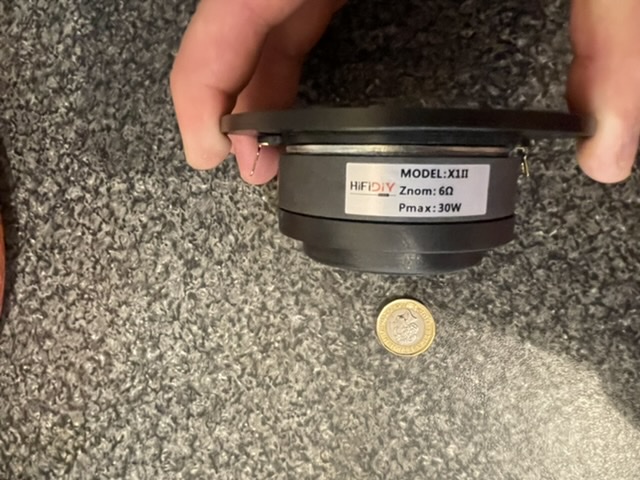 HiFiDIY
MODEL:X1II
Znom: 6Ω
Pmax: 30W